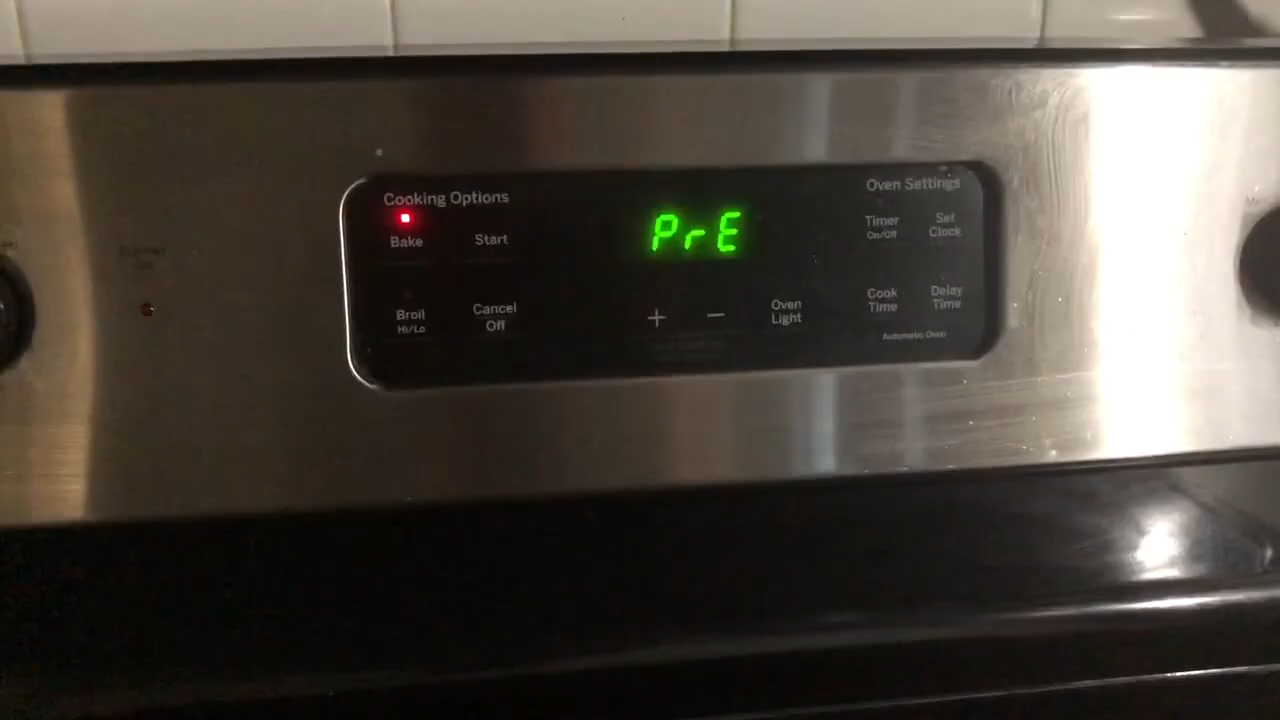 Cooking Options
Bake
Start
Broil
Hi/Lo
Cancel
Off
PrE
+ −
Oven
Light
Oven Settings
Timer
On/Off
Set
Clock
Cook
Time
Delay
Time
Automatic Oven